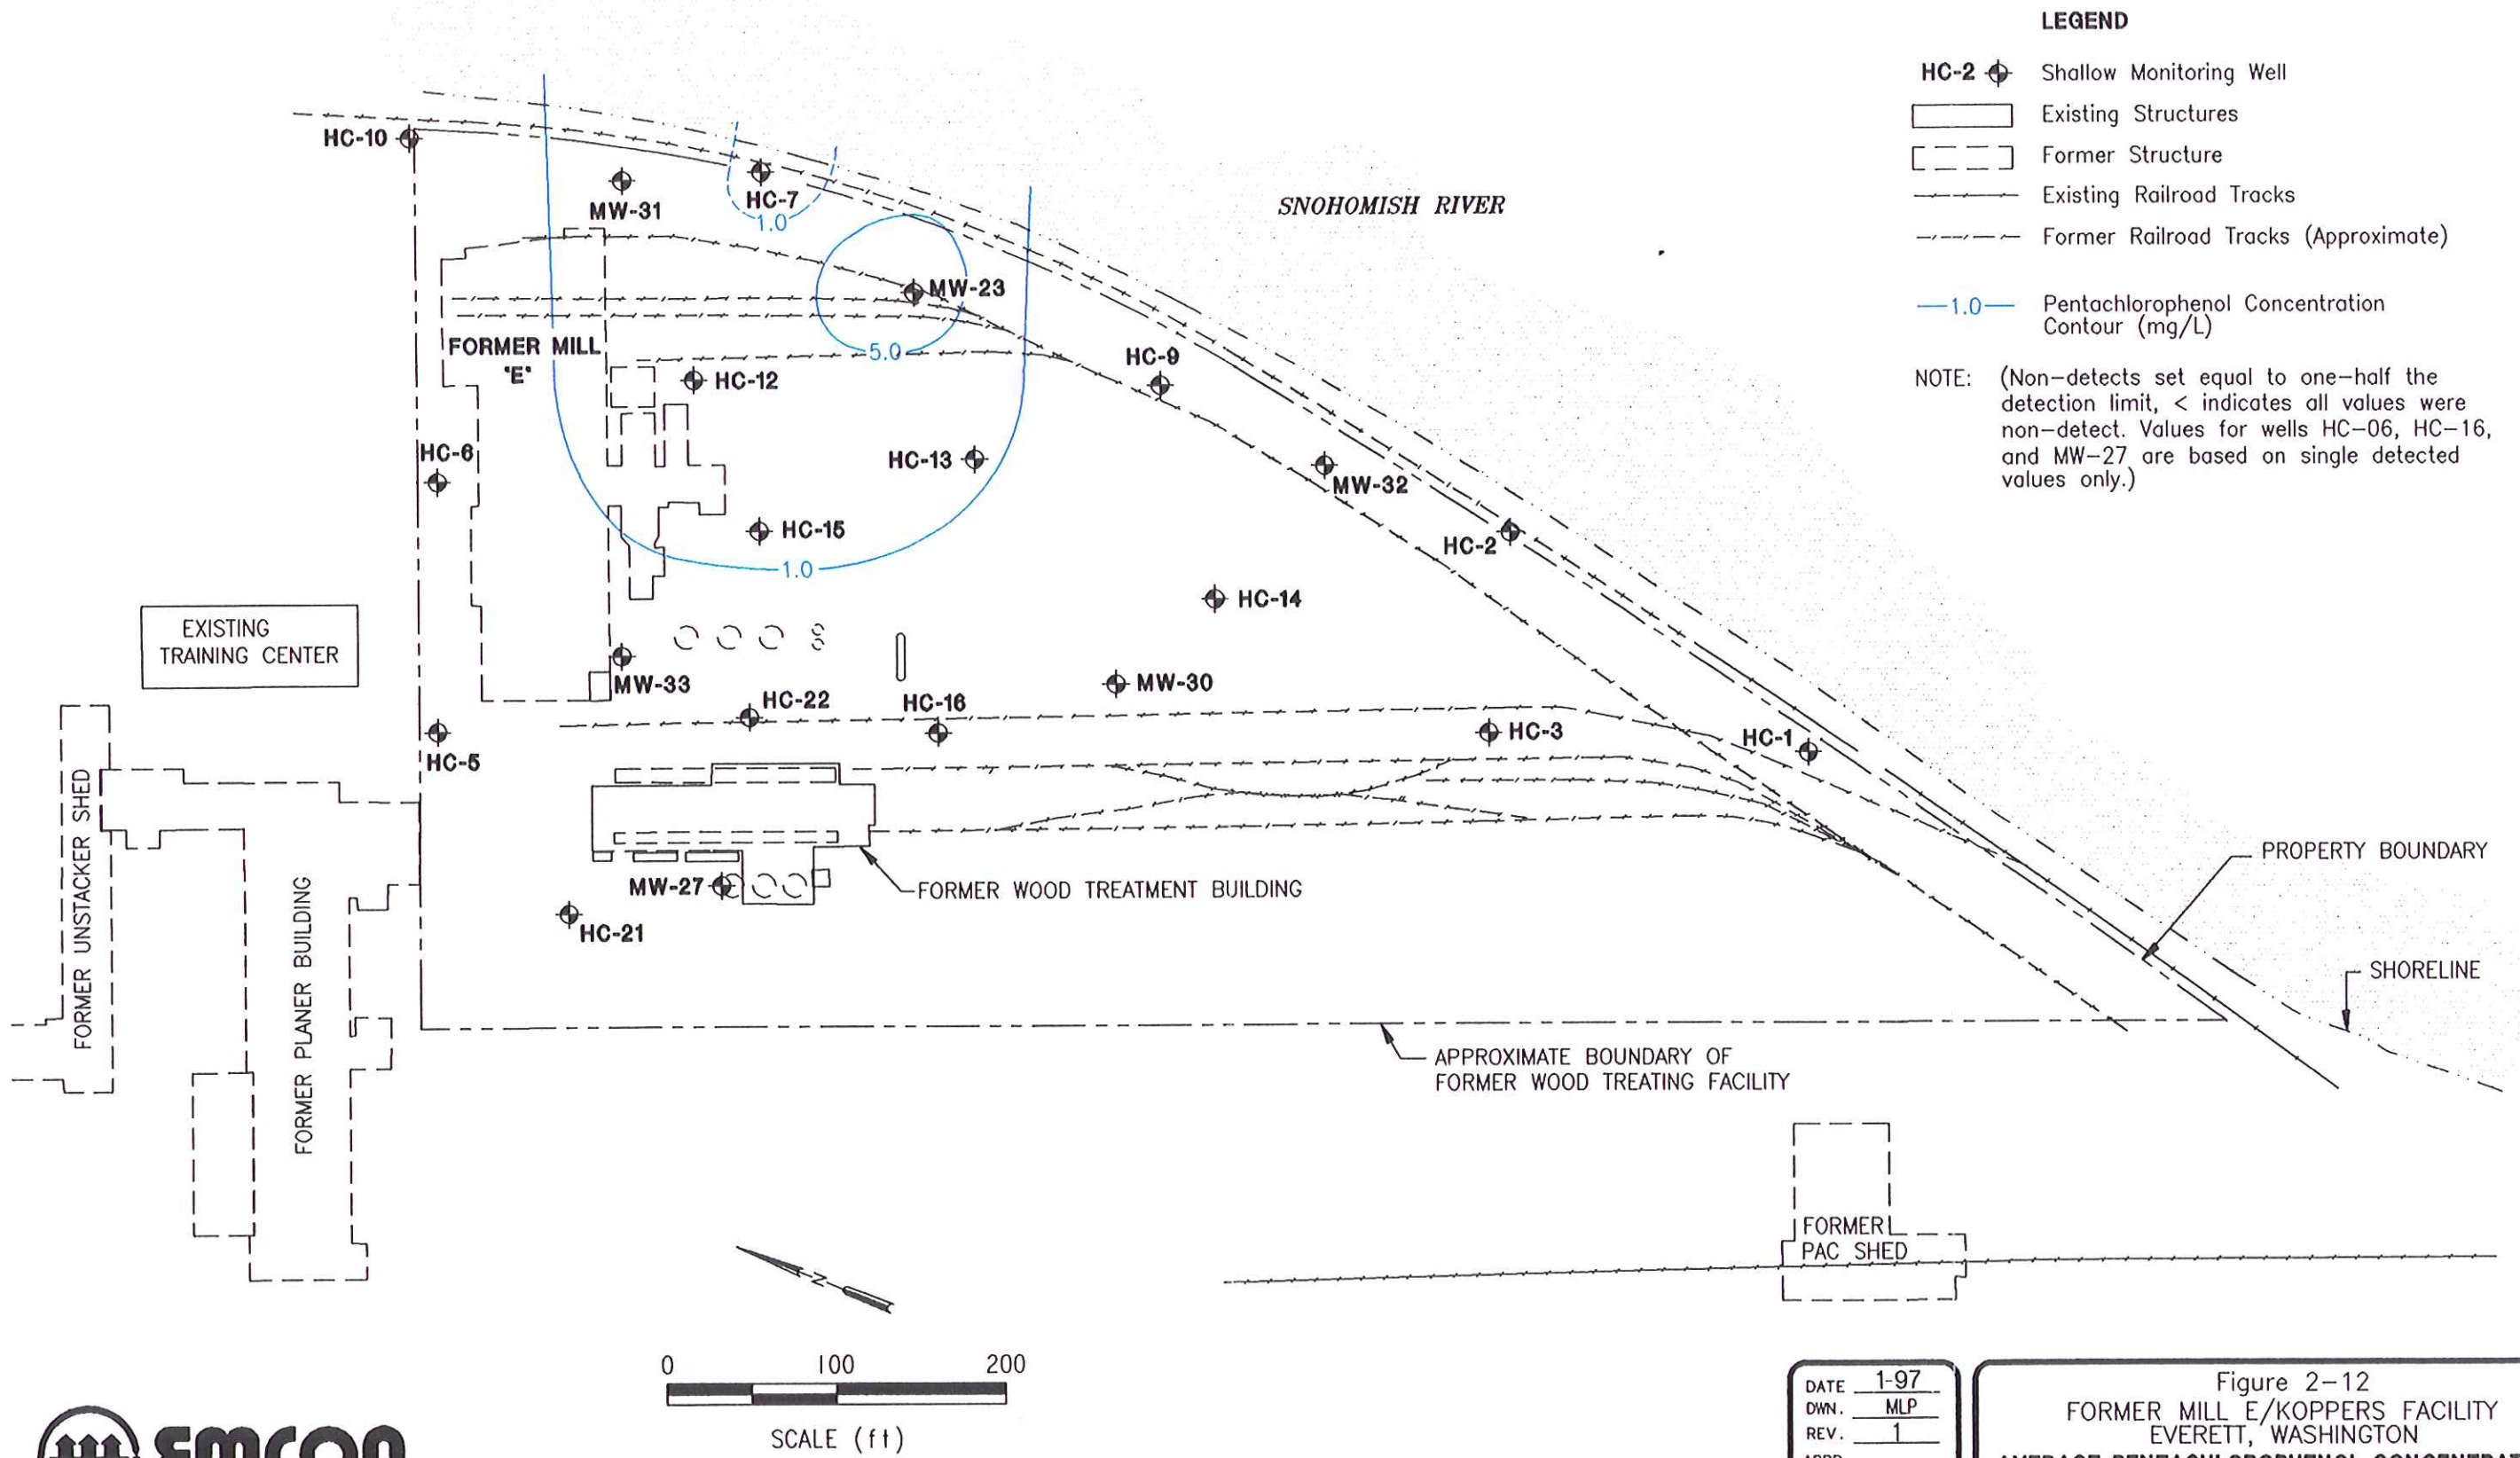 LEGEND
HC-2 Shallow Monitoring Well
Existing Structures
Former Structure
Existing Railroad Tracks
Former Railroad Tracks (Approximate)
1.0 Pentachlorophenol Concentration
Contour (mg/L)
NOTE: (Non-detects set equal to one-half the
detection limit, < indicates all values were
non-detect. Values for wells HC-06, HC-16,
and MW-27 are based on single detected
values only.)
SNOHOMISH RIVER
HC-10
MW-31
HC-7
1.0
MW-23
5.0
FORMER MILL
"E"
HC-12
HC-9
HC-6
HC-13
MW-32
HC-15
HC-2
1.0
HC-14
EXISTING
TRAINING CENTER
MW-33
MW-30
HC-22
HC-16
HC-3
HC-1
HC-5
FORMER UNSTACKER SHED
FORMER PLANER BUILDING
MW-27
FORMER WOOD TREATMENT BUILDING
HC-21
PROPERTY BOUNDARY
SHORELINE
APPROXIMATE BOUNDARY OF
FORMER WOOD TREATING FACILITY
FORMER
PAC SHED
N
0 100 200
SCALE (ft)
emcon
DATE 1-97
DWN. MLP
REV. 1
APPR.
Figure 2-12
FORMER MILL E/KOPPERS FACILITY
EVERETT, WASHINGTON
AVERAGE PENTACHLOROPHENOL CONCENTRAT